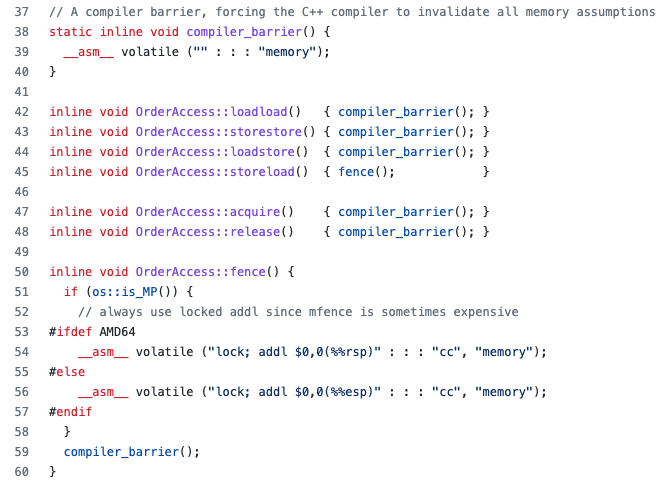 37 // A compiler barrier, forcing the C++ compiler to invalidate all memory assumptions
38 static inline void compiler_barrier() {
39   __asm__ volatile ("" : : : "memory");
40 }
41
42 inline void OrderAccess::loadload()   { compiler_barrier(); }
43 inline void OrderAccess::storestore() { compiler_barrier(); }
44 inline void OrderAccess::loadstore()  { compiler_barrier(); }
45 inline void OrderAccess::storeload()  { fence();            }
46
47 inline void OrderAccess::acquire()    { compiler_barrier(); }
48 inline void OrderAccess::release()    { compiler_barrier(); }
49
50 inline void OrderAccess::fence() {
51   if (os::is_MP()) {
52     // always use locked addl since mfence is sometimes expensive
53 #ifdef AMD64
54     __asm__ volatile ("lock; addl $0,0(%%rsp)" : : : "cc", "memory");
55 #else
56     __asm__ volatile ("lock; addl $0,0(%%esp)" : : : "cc", "memory");
57 #endif
58   }
59   compiler_barrier();
60 }